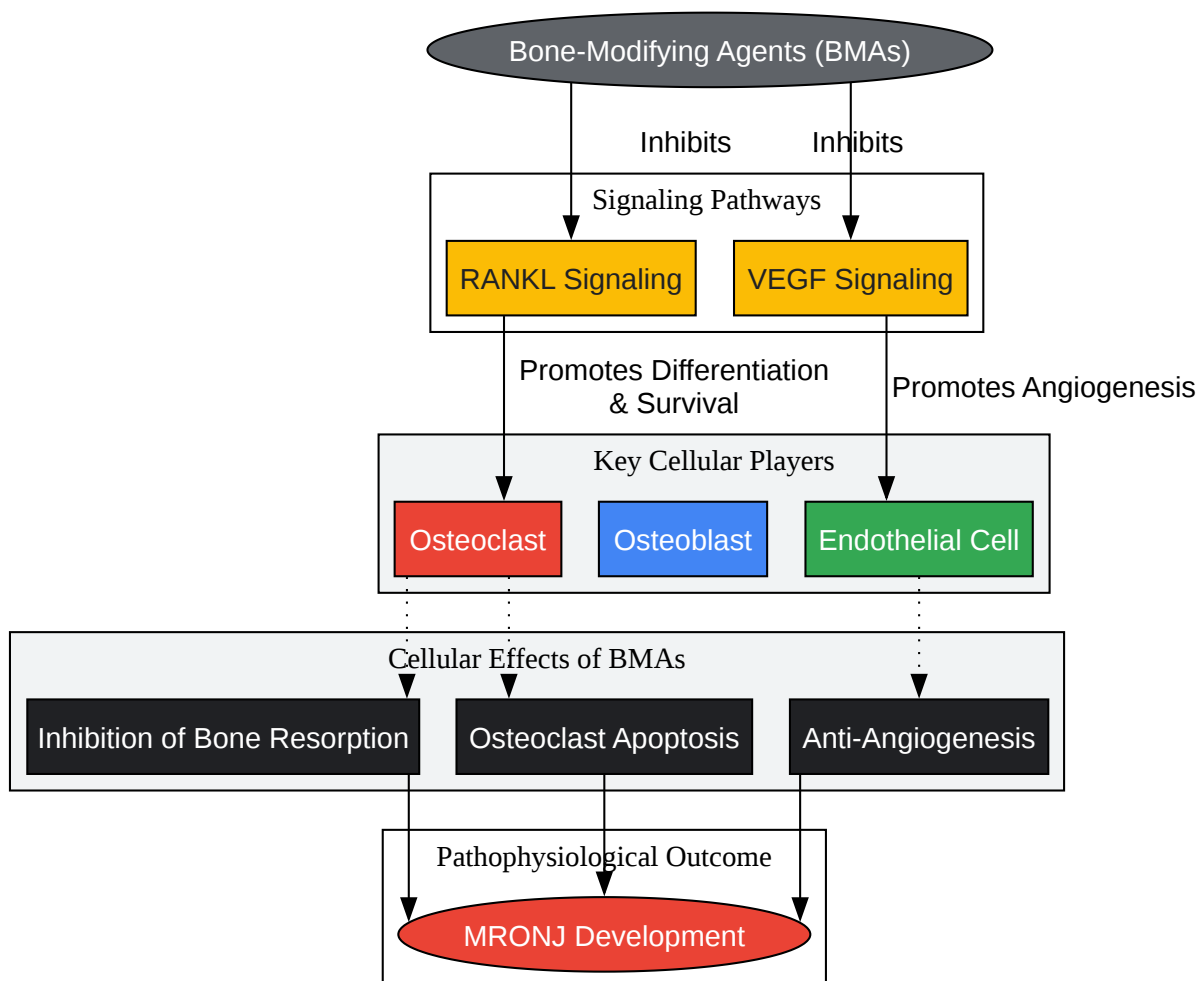 Bone-Modifying Agents (BMAs)
Inhibits
Inhibits
Signaling Pathways
RANKL Signaling
VEGF Signaling
Promotes Differentiation
& Survival
Promotes Angiogenesis
Key Cellular Players
Osteoclast
Osteoblast
Endothelial Cell
Cellular Effects of BMAs
Inhibition of Bone Resorption
Osteoclast Apoptosis
Anti-Angiogenesis
Pathophysiological Outcome
MRONJ Development